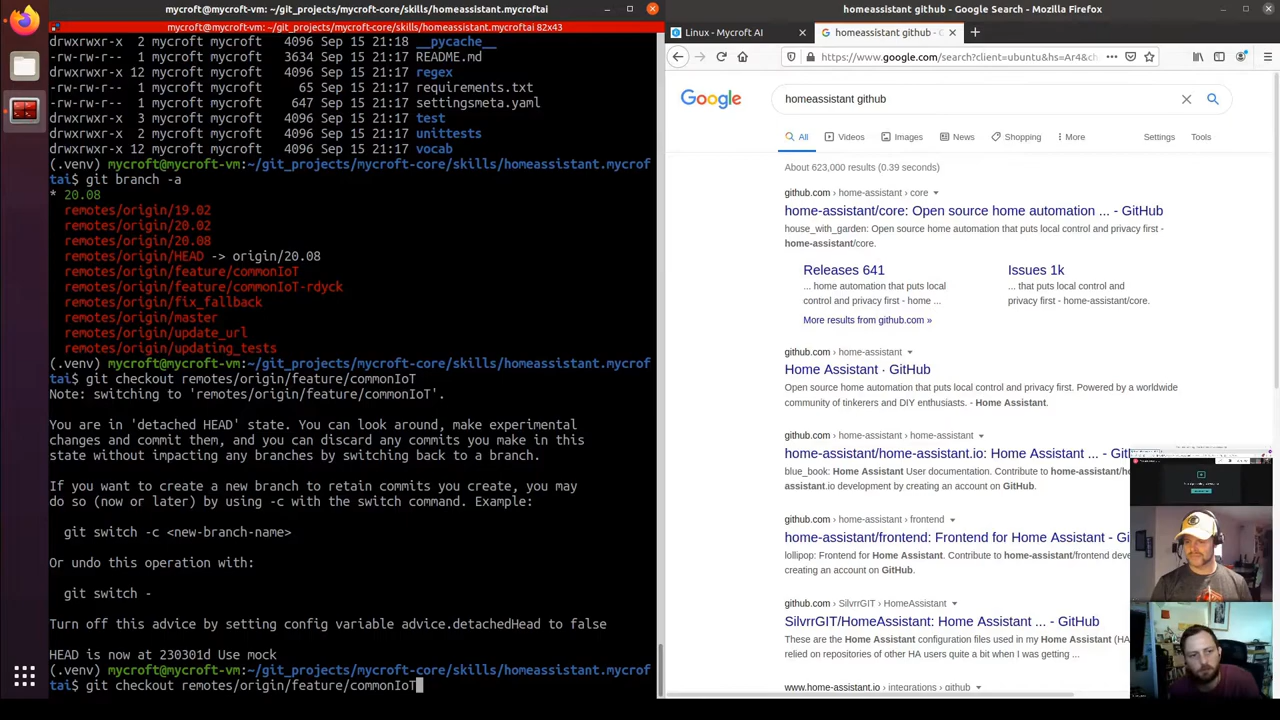 mycroft@mycroft-vm: ~/git_projects/mycroft-core/skills/homeassistant.mycroftai
mycroft@mycroft-vm: ~/git_projects/mycroft-core/skills/homeassistant.mycroftai 82x43
drwxrwxr-x 2 mycroft mycroft 4096 Sep 15 21:18 __pycache__
-rw-rw-r-- 1 mycroft mycroft 3634 Sep 15 21:17 README.md
drwxrwxr-x 12 mycroft mycroft 4096 Sep 15 21:17 regex
-rw-rw-r-- 1 mycroft mycroft 65 Sep 15 21:17 requirements.txt
-rw-rw-r-- 1 mycroft mycroft 647 Sep 15 21:17 settingsmeta.yaml
drwxrwxr-x 3 mycroft mycroft 4096 Sep 15 21:17 test
drwxrwxr-x 2 mycroft mycroft 4096 Sep 15 21:17 unittests
drwxrwxr-x 12 mycroft mycroft 4096 Sep 15 21:17 vocab
(.venv) mycroft@mycroft-vm:~/git_projects/mycroft-core/skills/homeassistant.mycrof
tai$ git branch -a
* 20.08
remotes/origin/19.02
remotes/origin/20.02
remotes/origin/20.08
remotes/origin/HEAD -> origin/20.08
remotes/origin/feature/commonIoT
remotes/origin/feature/commonIoT-rdyck
remotes/origin/fix_fallback
remotes/origin/master
remotes/origin/update_url
remotes/origin/updating_tests
(.venv) mycroft@mycroft-vm:~/git_projects/mycroft-core/skills/homeassistant.mycrof
tai$ git checkout remotes/origin/feature/commonIoT
Note: switching to 'remotes/origin/feature/commonIoT'.
You are in 'detached HEAD' state. You can look around, make experimental
changes and commit them, and you can discard any commits you make in this
state without impacting any branches by switching back to a branch.
If you want to create a new branch to retain commits you create, you may
do so (now or later) by using -c with the switch command. Example:
git switch -c <new-branch-name>
Or undo this operation with:
git switch -
Turn off this advice by setting config variable advice.detachedHead to false
HEAD is now at 230301d Use mock
(.venv) mycroft@mycroft-vm:~/git_projects/mycroft-core/skills/homeassistant.mycrof
tai$ git checkout remotes/origin/feature/commonIoT
homeassistant github - Google Search - Mozilla Firefox
Linux - Mycroft AI
homeassistant github - G
https://www.google.com/search?client=ubuntu&hs=Ar4&ch
Google
homeassistant github
All Videos Images News Shopping More Settings Tools
About 623,000 results (0.39 seconds)
github.com › home-assistant › core
home-assistant/core: Open source home automation ... - GitHub
house_with_garden: Open source home automation that puts local control and privacy first -
home-assistant/core.
Releases 641
... home automation that puts local
control and privacy first - home ...
Issues 1k
... that puts local control and
privacy first - home-assistant/core.
More results from github.com »
github.com › home-assistant
Home Assistant · GitHub
Open source home automation that puts local control and privacy first. Powered by a worldwide
community of tinkerers and DIY enthusiasts. - Home Assistant.
github.com › home-assistant › home-assistant
home-assistant/home-assistant.io: Home Assistant ... - Git
blue_book: Home Assistant User documentation. Contribute to home-assistant/h
assistant.io development by creating an account on GitHub.
github.com › home-assistant › frontend
home-assistant/frontend: Frontend for Home Assistant - Gi
lollipop: Frontend for Home Assistant. Contribute to home-assistant/frontend deve
creating an account on GitHub.
github.com › SilvrrGIT › HomeAssistant
SilvrrGIT/HomeAssistant: Home Assistant ... - GitHub
These are the Home Assistant configuration files used in my Home Assistant (HA
relied on repositories of other HA users quite a bit when I was getting ...
www.home-assistant.io › integrations › github